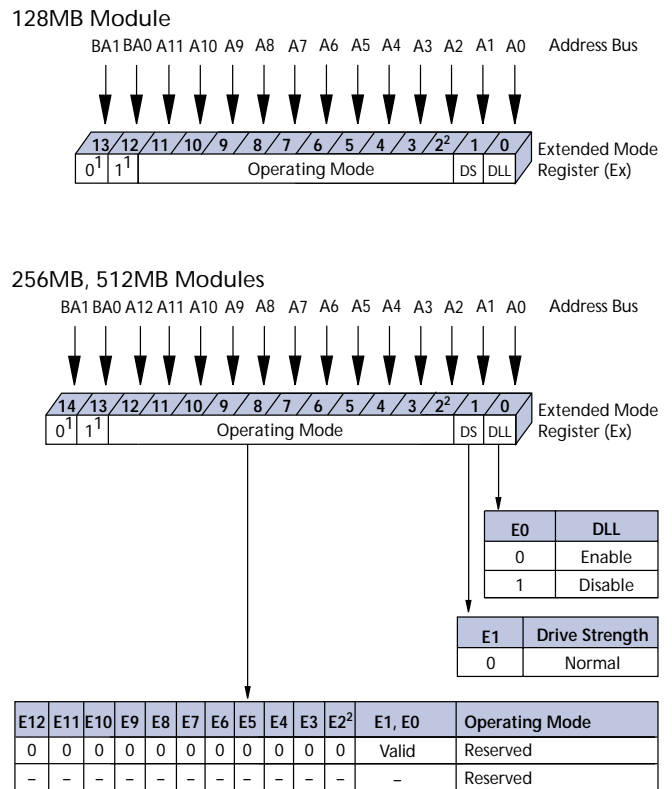 128MB Module
BA1 BA0 A11 A10 A9 A8 A7 A6 A5 A4 A3 A2 A1 A0 Address Bus
13 12 11 10 9 8 7 6 5 4 3 2² 1 0 Extended Mode
0¹ 1¹ Operating Mode DS DLL Register (Ex)
256MB, 512MB Modules
BA1 BA0 A12 A11 A10 A9 A8 A7 A6 A5 A4 A3 A2 A1 A0 Address Bus
14 13 12 11 10 9 8 7 6 5 4 3 2² 1 0 Extended Mode
0¹ 1¹ Operating Mode DS DLL Register (Ex)
E0 DLL
0 Enable
1 Disable
E1 Drive Strength
0 Normal
E12 E11 E10 E9 E8 E7 E6 E5 E4 E3 E2² E1, E0 Operating Mode
0 0 0 0 0 0 0 0 0 0 0 Valid Reserved
– – – – – – – – – – – – Reserved